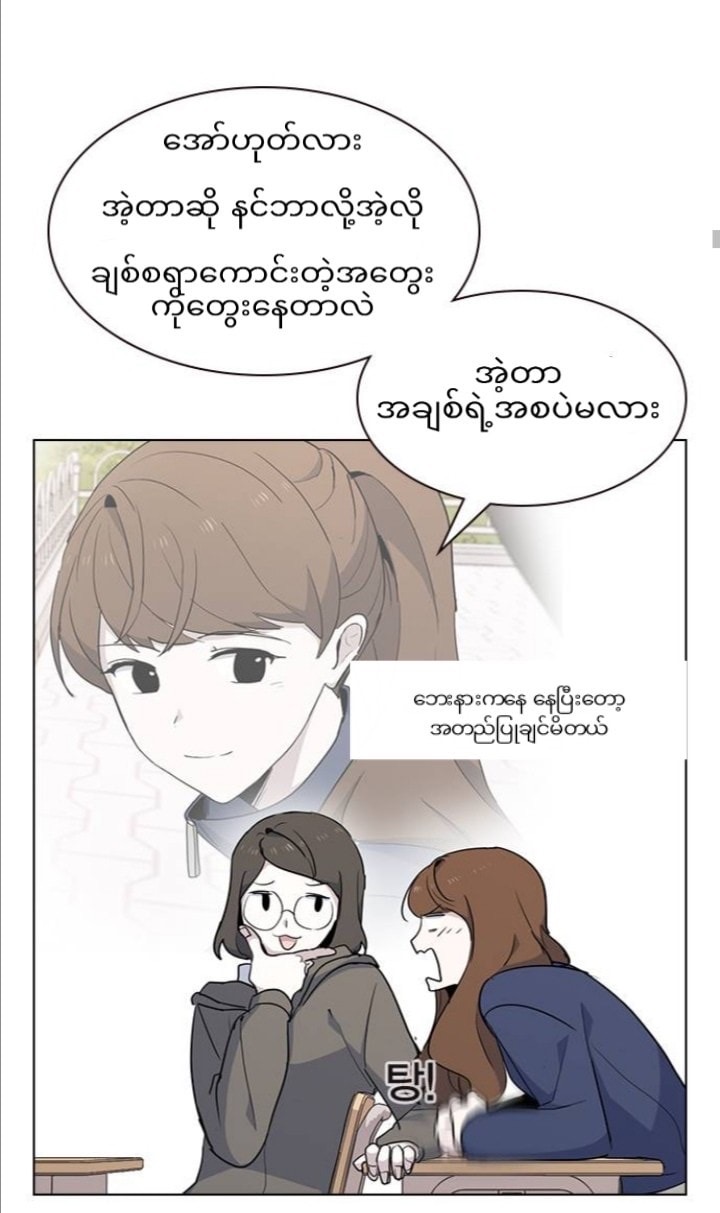 အော်ဟုတ်လား
အဲ့တာဆို နင်ဘာလို့အဲ့လို
ချစ်စရာကောင်းတဲ့အတွေး
ကိုတွေးနေတာလဲ
အဲ့တာ
အချစ်ရဲ့အစပဲမလား
ဘေးနားကနေ နေပြီးတော့
အတည်ပြုချင်မိတယ်
탕!